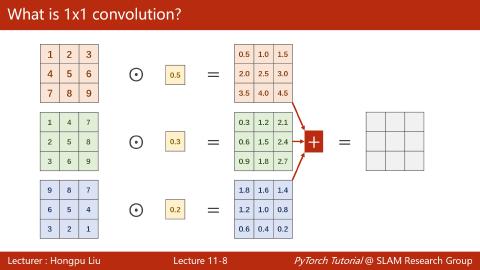 What is 1x1 convolution?
1 2 3
4 5 6
7 8 9
⊙ 0.5 =
0.5 1.0 1.5
2.0 2.5 3.0
3.5 4.0 4.5
1 4 7
2 5 8
3 6 9
⊙ 0.3 =
0.3 1.2 2.1
0.6 1.5 2.4
0.9 1.8 2.7
+ =
9 8 7
6 5 4
3 2 1
⊙ 0.2 =
1.8 1.6 1.4
1.2 1.0 0.8
0.6 0.4 0.2
Lecturer : Hongpu Liu Lecture 11-8 PyTorch Tutorial @ SLAM Research Group